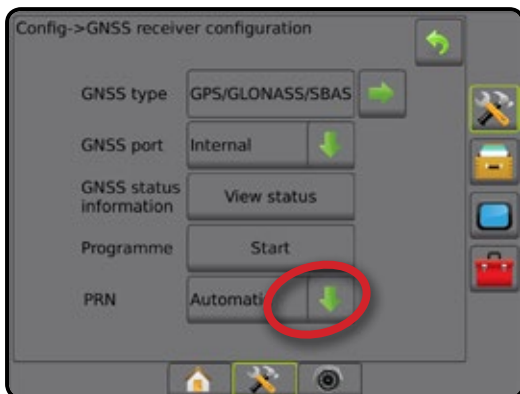 Config->GNSS receiver configuration
GNSS type GPS/GLONASS/SBAS
GNSS port Internal
GNSS status
information View status
Programme Start
PRN Automati